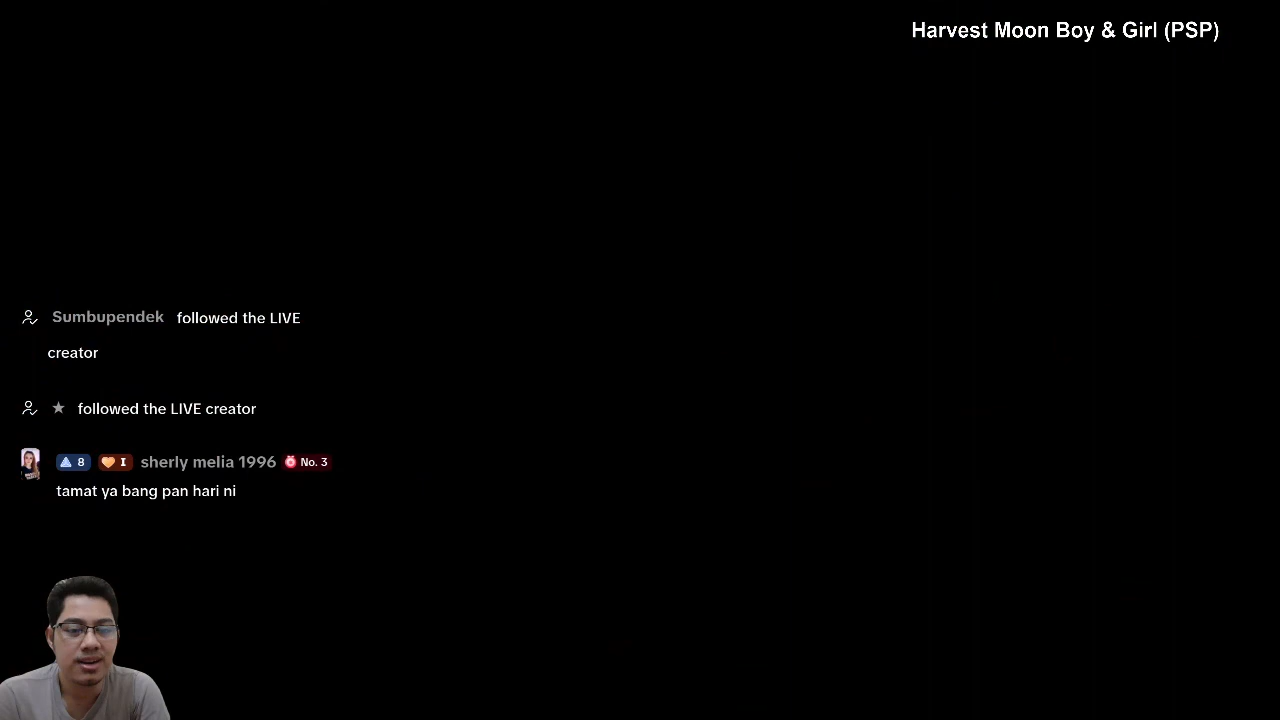 Harvest Moon Boy & Girl (PSP)
Sumbupendek followed the LIVE
creator
★ followed the LIVE creator
8 I sherly melia 1996 No. 3
tamat ya bang pan hari ni